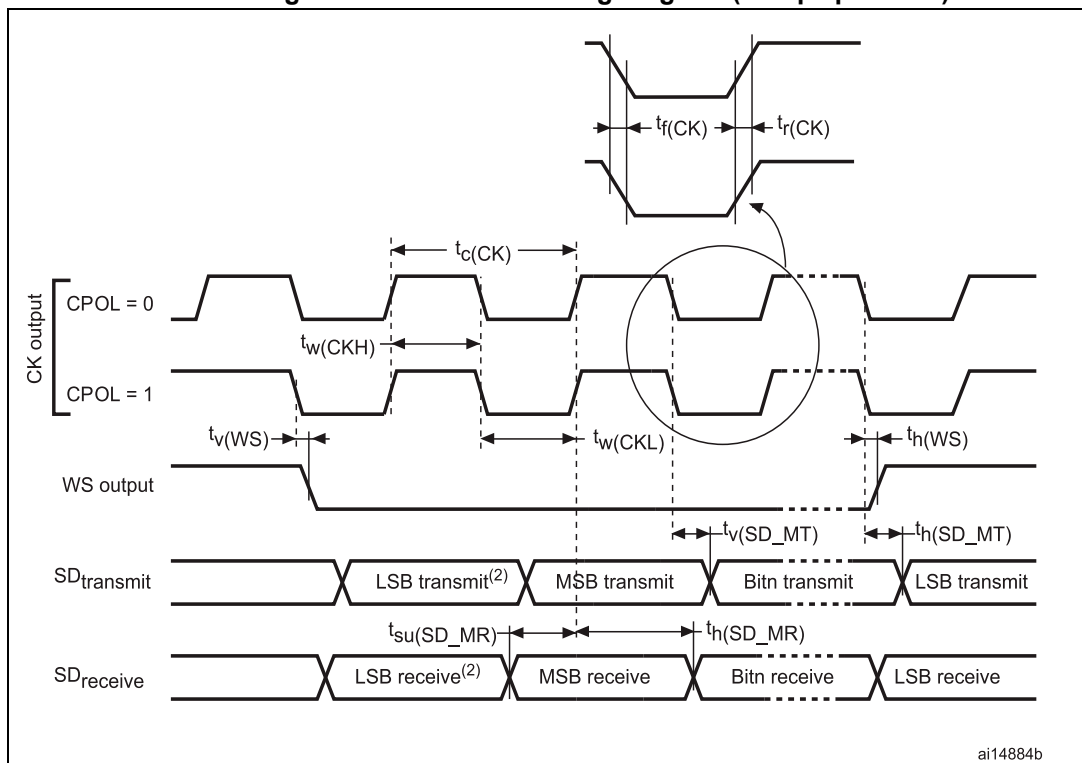 tf(CK)
tr(CK)
tc(CK)
CK output
CPOL = 0
tw(CKH)
CPOL = 1
tv(WS)
tw(CKL)
th(WS)
WS output
tv(SD_MT)
th(SD_MT)
SDtransmit
LSB transmit(2)
MSB transmit
Bitn transmit
LSB transmit
tsu(SD_MR)
th(SD_MR)
SDreceive
LSB receive(2)
MSB receive
Bitn receive
LSB receive
ai14884b